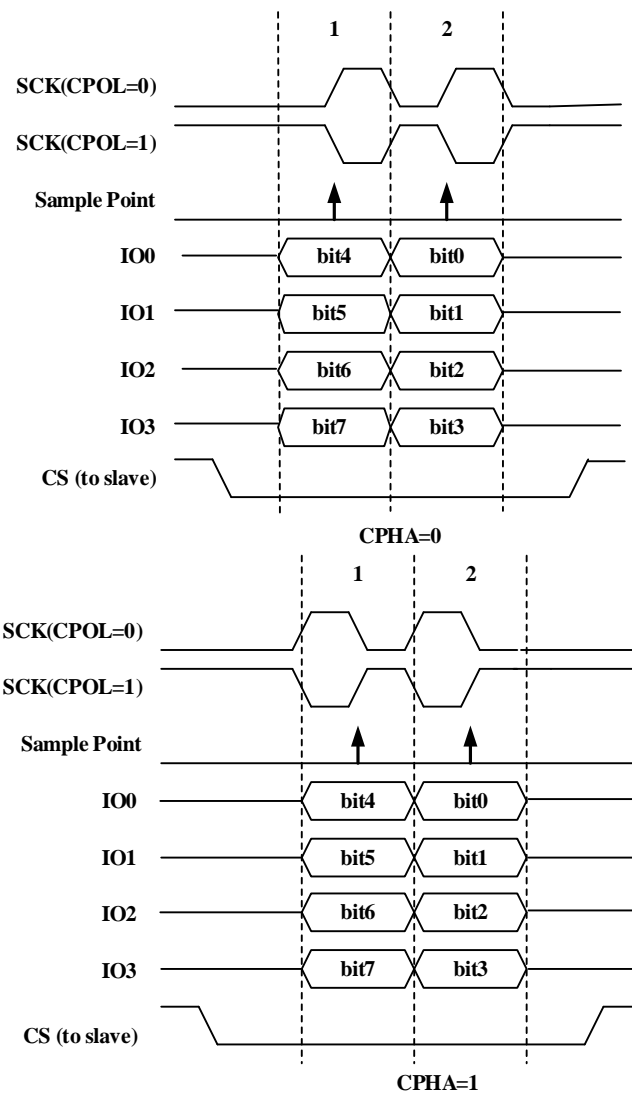 1 2
SCK(CPOL=0)
SCK(CPOL=1)
Sample Point
IO0 bit4 bit0
IO1 bit5 bit1
IO2 bit6 bit2
IO3 bit7 bit3
CS (to slave)
CPHA=0
1 2
SCK(CPOL=0)
SCK(CPOL=1)
Sample Point
IO0 bit4 bit0
IO1 bit5 bit1
IO2 bit6 bit2
IO3 bit7 bit3
CS (to slave)
CPHA=1